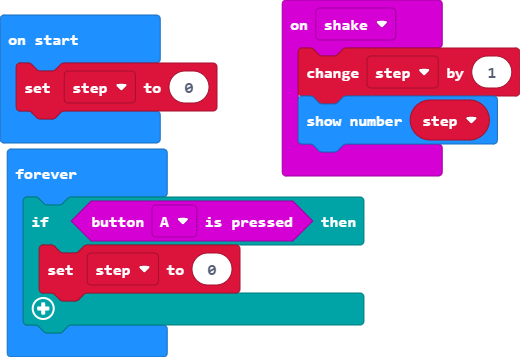 on start
set step to 0
on shake
change step by 1
show number step
forever
if button A is pressed then
set step to 0